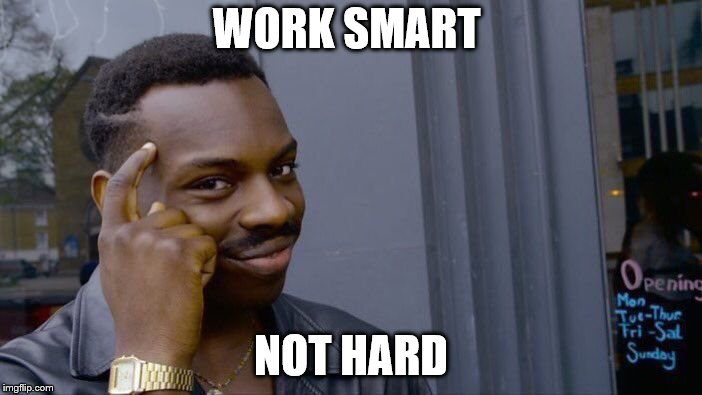 WORK SMART
Opening
Mon
Tue-Thur
Fri-Sat
Sunday
NOT HARD
imgflip.com